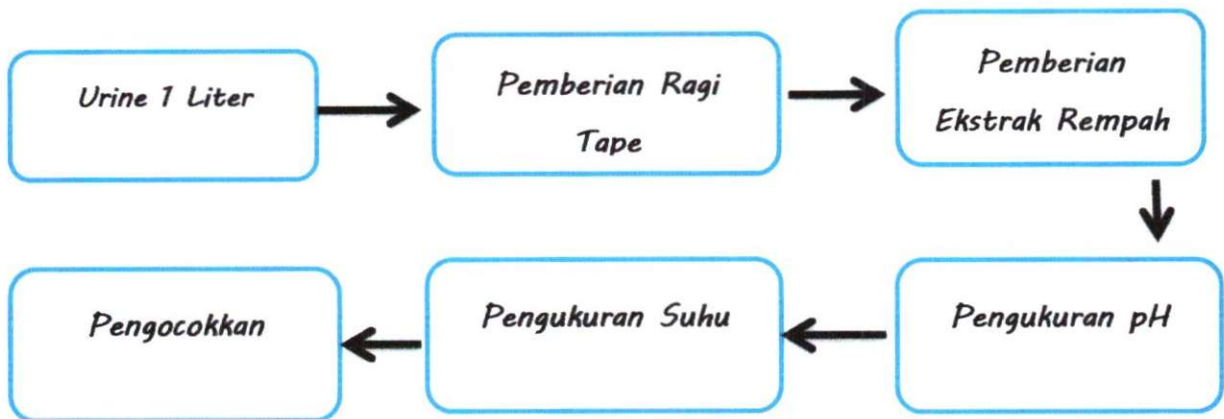 Urine 1 Liter
Pemberian Ragi
Tape
Pemberian
Ekstrak Rempah
Pengukuran pH
Pengukuran Suhu
Pengocokkan